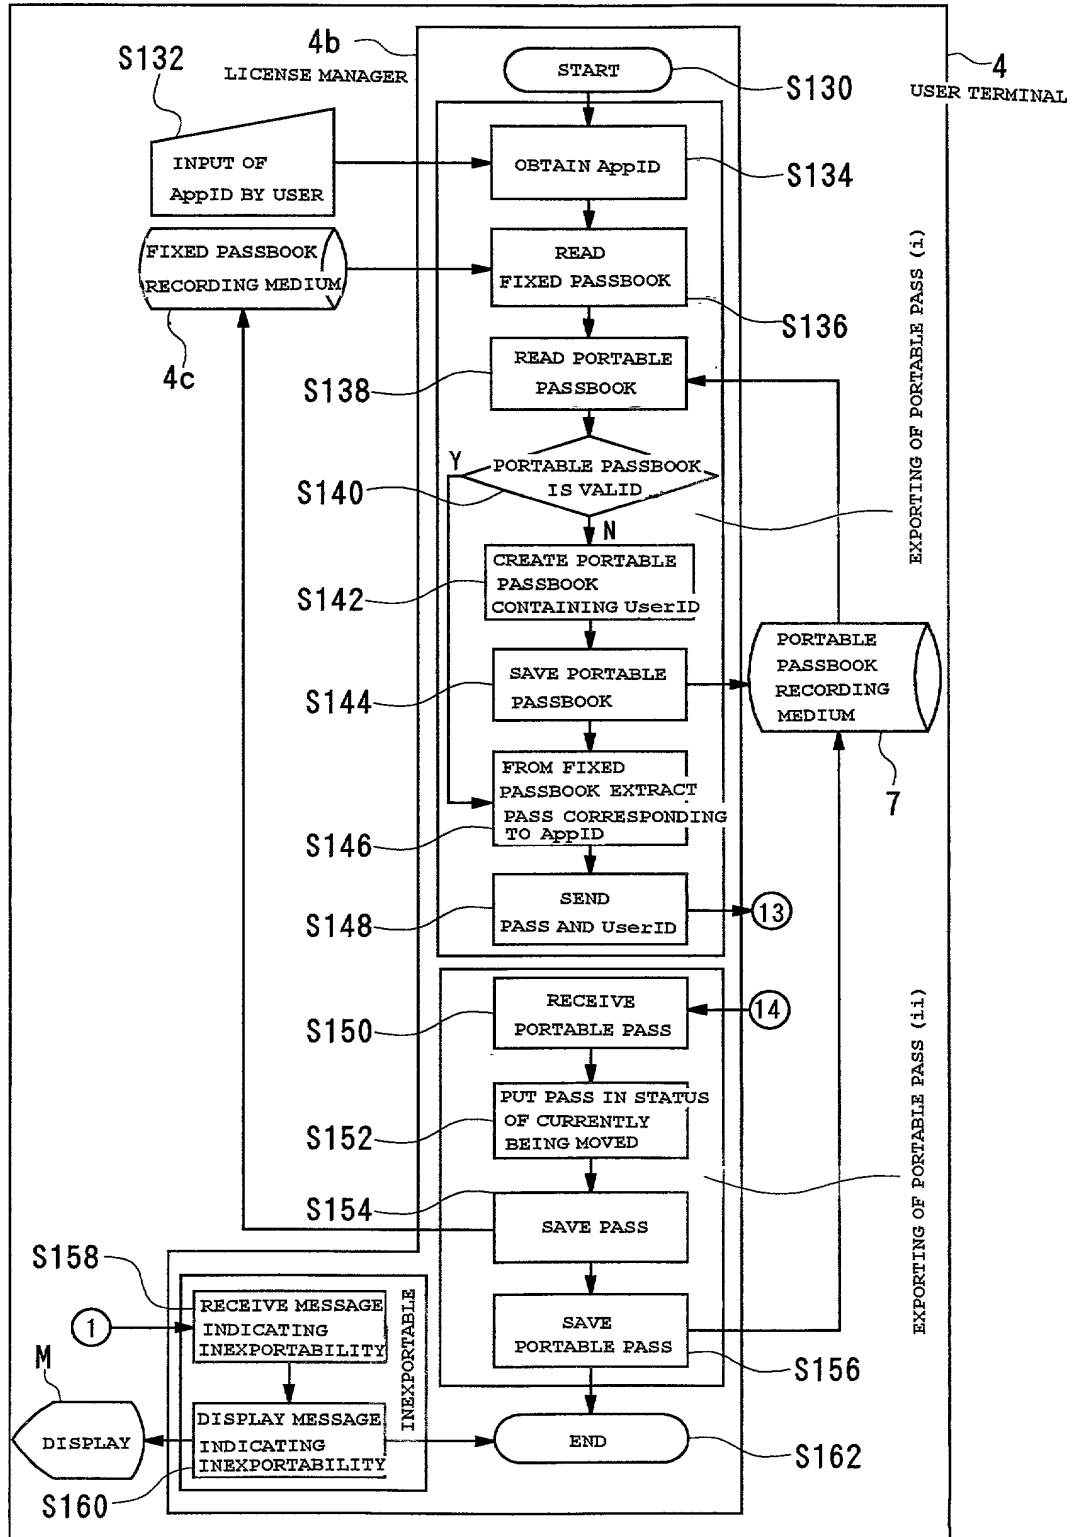 4b
LICENSE MANAGER
4
USER TERMINAL
START
S130
S132
INPUT OF
AppID BY USER
OBTAIN AppID
S134
FIXED PASSBOOK
RECORDING MEDIUM
4c
READ
FIXED PASSBOOK
S136
READ PORTABLE
PASSBOOK
S138
EXPORTING OF PORTABLE PASS (i)
Y
PORTABLE PASSBOOK
IS VALID
S140
N
CREATE PORTABLE
PASSBOOK
CONTAINING UserID
S142
SAVE PORTABLE
PASSBOOK
S144
PORTABLE
PASSBOOK
RECORDING
MEDIUM
7
FROM FIXED
PASSBOOK EXTRACT
PASS CORRESPONDING
TO AppID
S146
SEND
PASS AND UserID
S148
13
RECEIVE
PORTABLE PASS
S150
14
EXPORTING OF PORTABLE PASS (ii)
PUT PASS IN STATUS
OF CURRENTLY
BEING MOVED
S152
S154
SAVE PASS
S158
RECEIVE MESSAGE
INDICATING
INEXPORTABILITY
1
INEXPORTABLE
SAVE
PORTABLE PASS
S156
M
DISPLAY
DISPLAY MESSAGE
INDICATING
INEXPORTABILITY
S160
END
S162